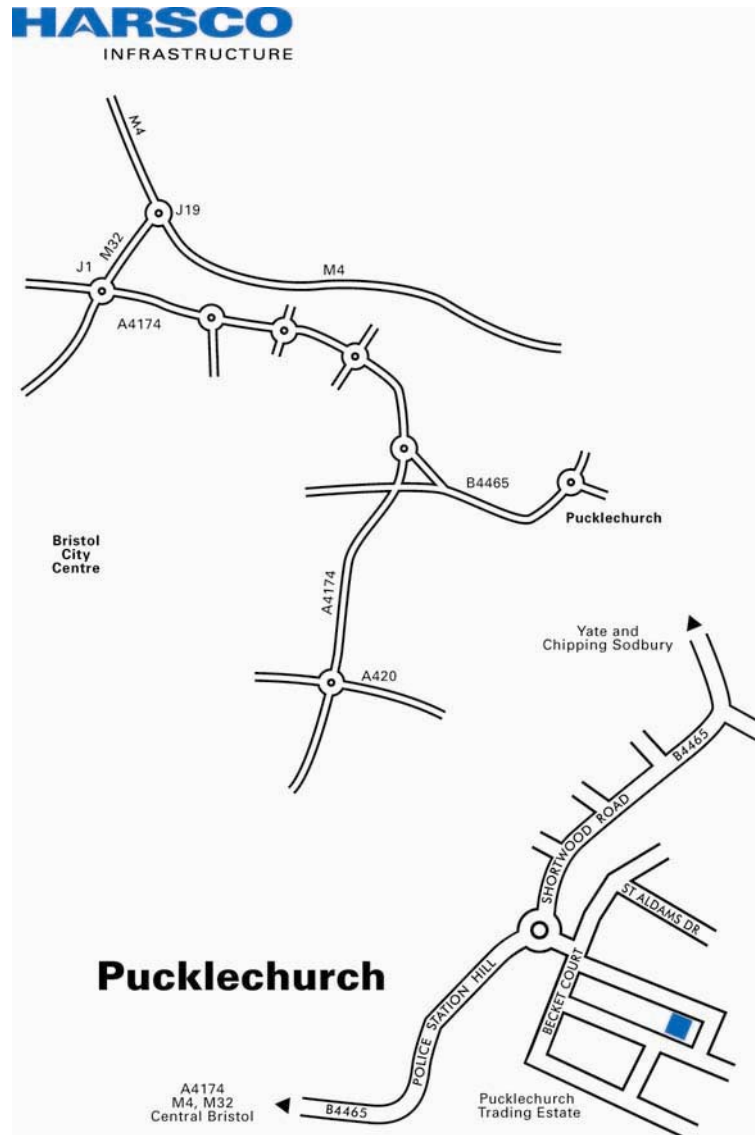 HARSCO
INFRASTRUCTURE
M4
J19
M32
J1
M4
A4174
B4465
Pucklechurch
Bristol
City
Centre
A4174
A420
Yate and
Chipping Sodbury
B4465
SHORTWOOD ROAD
ST ALDAMS DR
Pucklechurch
POLICE STATION HILL
BECKET COURT
A4174
M4, M32
Central Bristol
B4465
Pucklechurch
Trading Estate